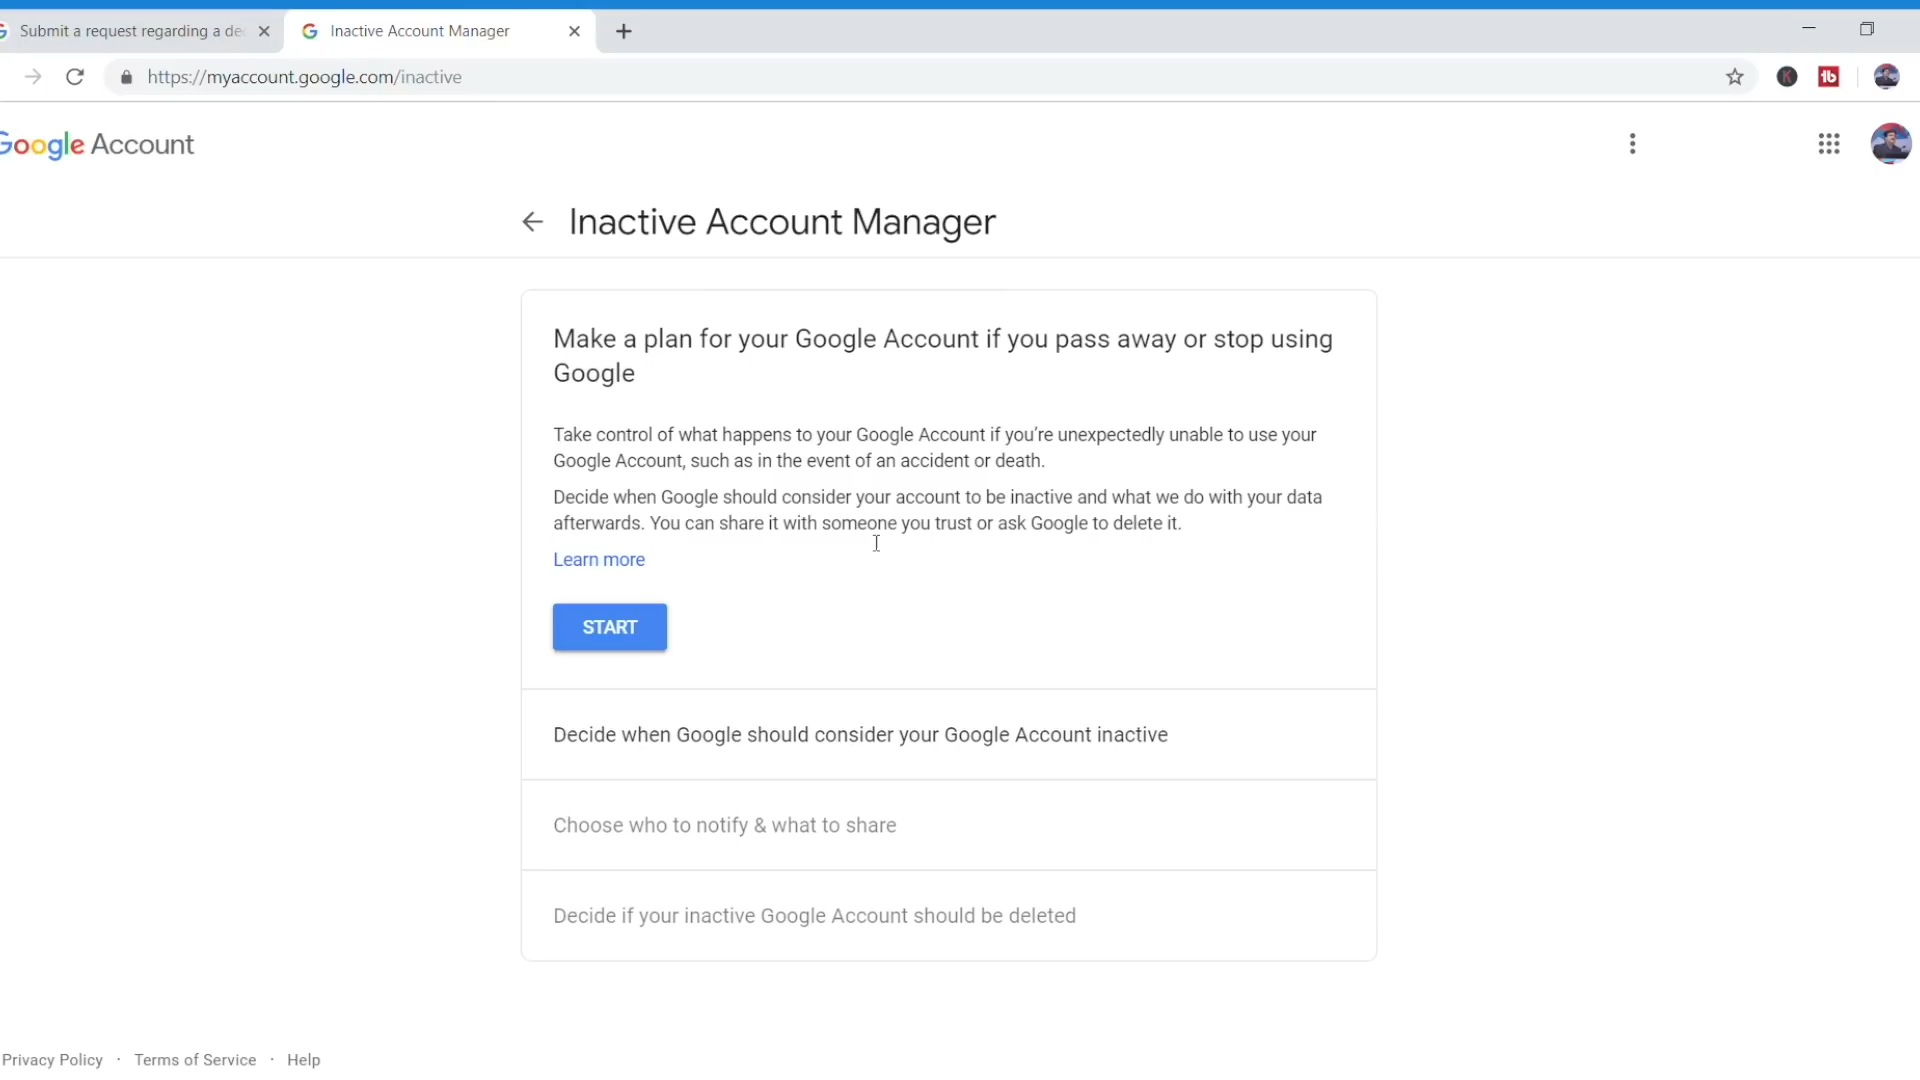 Submit a request regarding a de
Inactive Account Manager
https://myaccount.google.com/inactive
Google Account
Inactive Account Manager
Make a plan for your Google Account if you pass away or stop using
Google
Take control of what happens to your Google Account if you’re unexpectedly unable to use your
Google Account, such as in the event of an accident or death.
Decide when Google should consider your account to be inactive and what we do with your data
afterwards. You can share it with someone you trust or ask Google to delete it.
Learn more
START
Decide when Google should consider your Google Account inactive
Choose who to notify & what to share
Decide if your inactive Google Account should be deleted
Privacy Policy · Terms of Service · Help